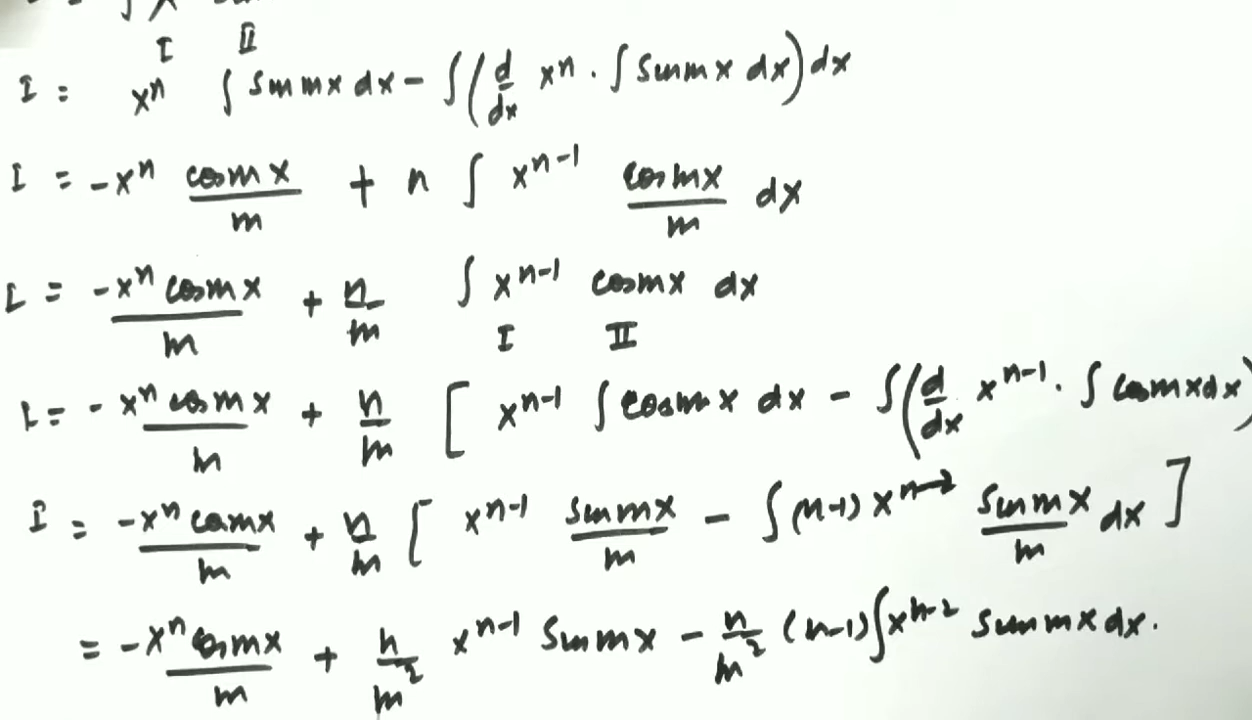 I II
I = xⁿ ∫ sin mx dx - ∫(d/dx xⁿ . ∫ sin mx dx) dx
I = -xⁿ cos mx/m + n ∫ xⁿ⁻¹ cos mx/m dx
I = -xⁿ cos mx/m + n/m ∫ xⁿ⁻¹ cos mx dx
I II
I = - xⁿ cos mx/m + n/m [ xⁿ⁻¹ ∫ cos mx dx - ∫(d/dx xⁿ⁻¹ . ∫ cos mx dx)
I = -xⁿ cos mx/m + n/m [ xⁿ⁻¹ sin mx/m - ∫ (n-1) xⁿ⁻² sin mx/m dx ]
= -xⁿ cos mx/m + n/m² xⁿ⁻¹ sin mx - n/m² (n-1) ∫ xⁿ⁻² sin mx dx.